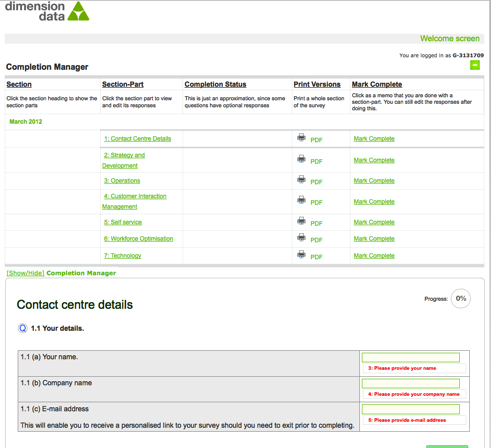 dimension
data
Welcome screen
You are logged in as G-3131709
Completion Manager
Section Section-Part Completion Status Print Versions Mark Complete
Click the section heading to show the section parts
Click the section part to view and edit its responses
This is just an approximation, since some questions have optional responses
Print a whole section of the survey
Click as a memo that you are done with a section-part. You can still edit the responses after doing this.
March 2012
1: Contact Centre Details PDF Mark Complete
2: Strategy and Development PDF Mark Complete
3: Operations PDF Mark Complete
4: Customer Interaction Management PDF Mark Complete
5: Self service PDF Mark Complete
6: Workforce Optimisation PDF Mark Complete
7: Technology PDF Mark Complete
[Show/Hide] Completion Manager
Contact centre details
Progress: 0%
Q 1.1 Your details.
1.1 (a) Your name.
3: Please provide your name
1.1 (b) Company name
4: Please provide your company name
1.1 (c) E-mail address
This will enable you to receive a personalised link to your survey should you need to exit prior to completing.
5: Please provide e-mail address